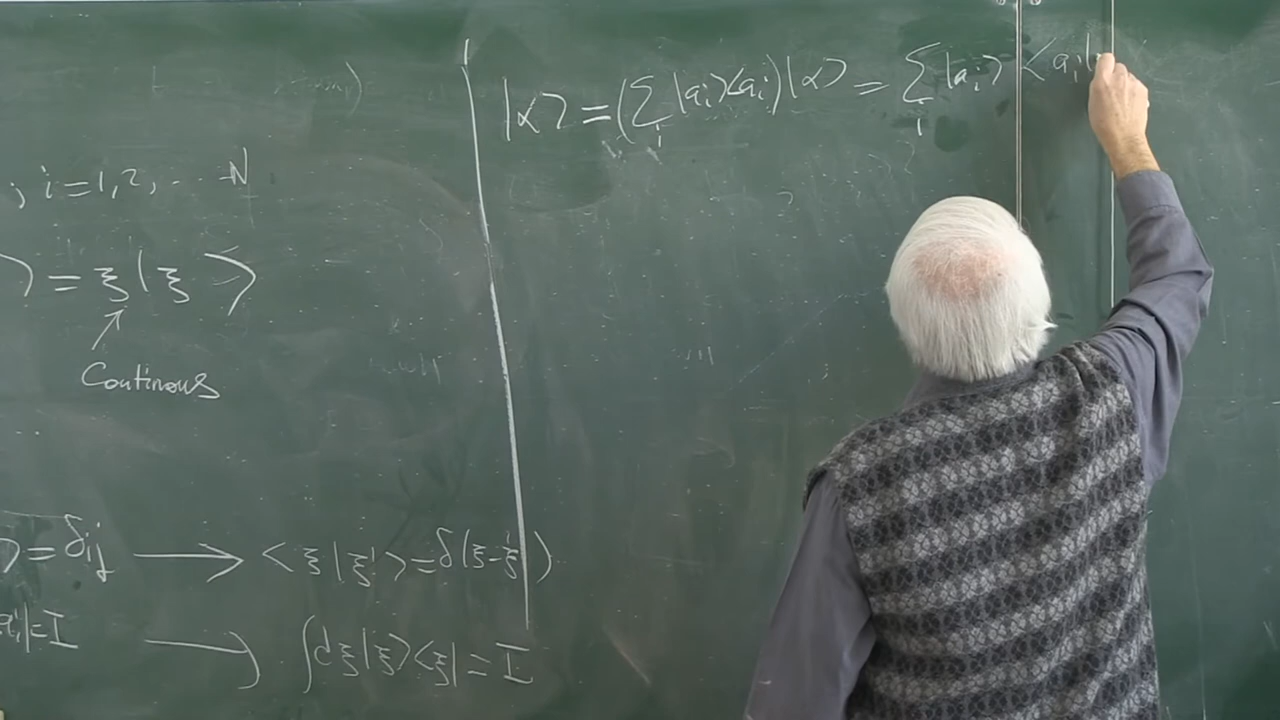 ; i=1,2, ... N
⟩ = ξ|ξ⟩
Continous
⟩ = δij → <ξ|ξ'> = δ(ξ-ξ')
ai|=I → ∫dξ|ξ><ξ| = I
|α> = (∑i |ai><ai|)|α> = ∑i |ai> <ai|